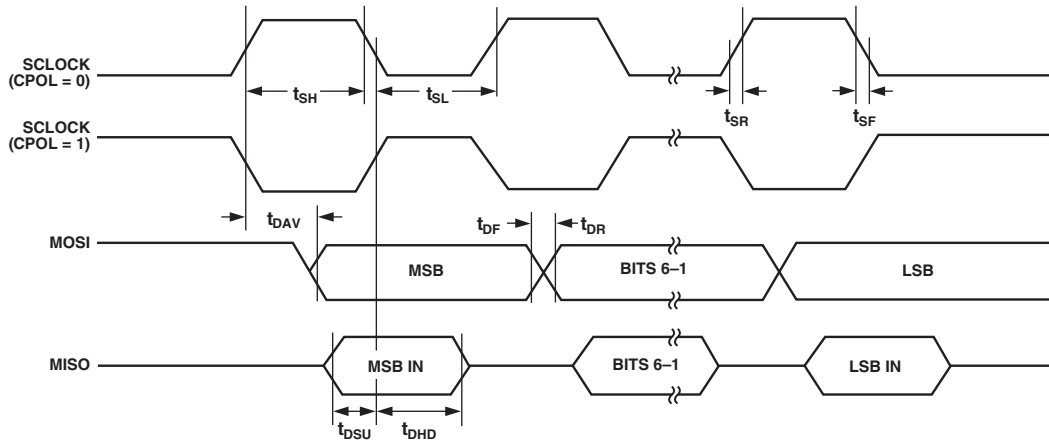 SCLOCK
(CPOL = 0)
tSH
tSL
tSR
tSF
SCLOCK
(CPOL = 1)
tDAV
tDF
tDR
MOSI
MSB
BITS 6–1
LSB
MISO
MSB IN
BITS 6–1
LSB IN
tDSU
tDHD